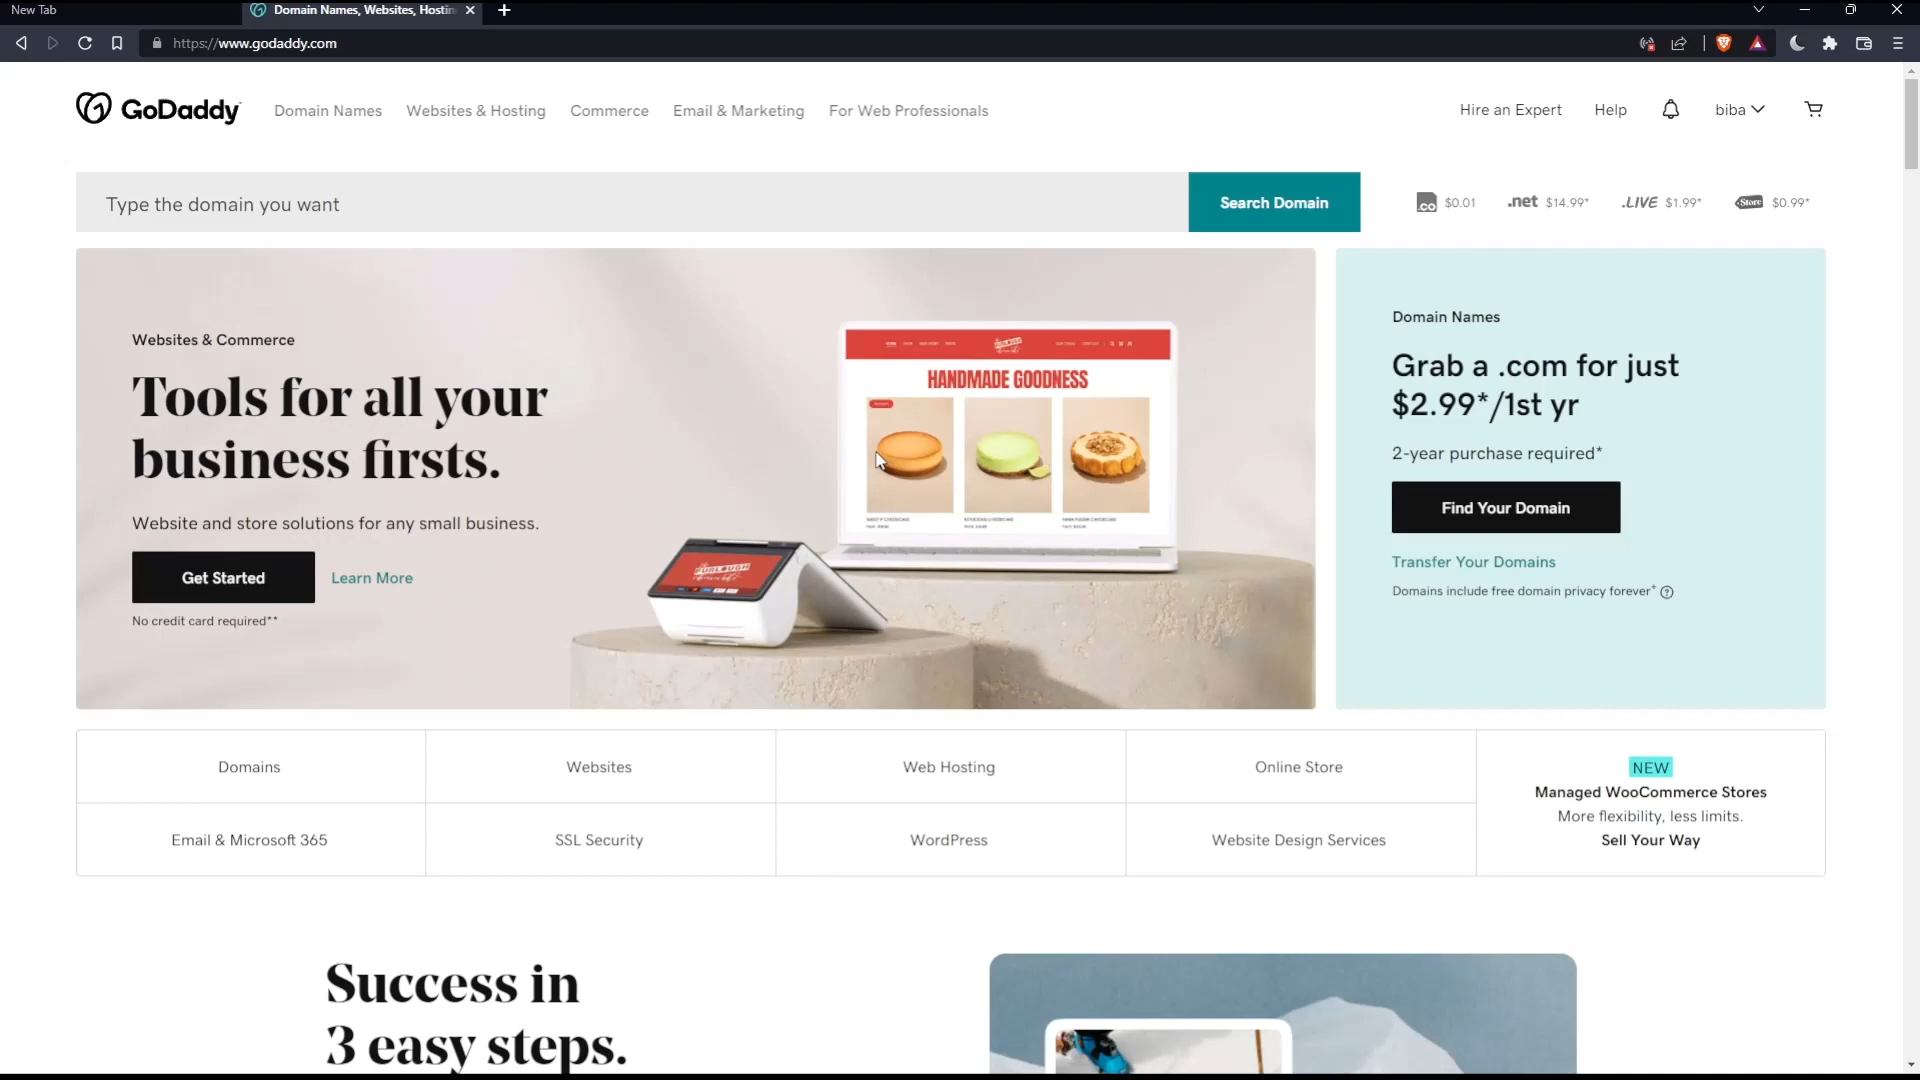 New Tab
Domain Names, Websites, Hostin
https://www.godaddy.com
GoDaddy
Domain Names
Websites & Hosting
Commerce
Email & Marketing
For Web Professionals
Hire an Expert
Help
biba
Type the domain you want
Search Domain
.co $0.01
.net $14.99*
.LIVE $1.99*
Store $0.99*
Websites & Commerce
Tools for all your
business firsts.
Website and store solutions for any small business.
Get Started
Learn More
No credit card required**
HANDMADE GOODNESS
Domain Names
Grab a .com for just
$2.99*/1st yr
2-year purchase required*
Find Your Domain
Transfer Your Domains
Domains include free domain privacy forever+
Domains
Websites
Web Hosting
Online Store
Email & Microsoft 365
SSL Security
WordPress
Website Design Services
NEW
Managed WooCommerce Stores
More flexibility, less limits.
Sell Your Way
Success in
3 easy steps.